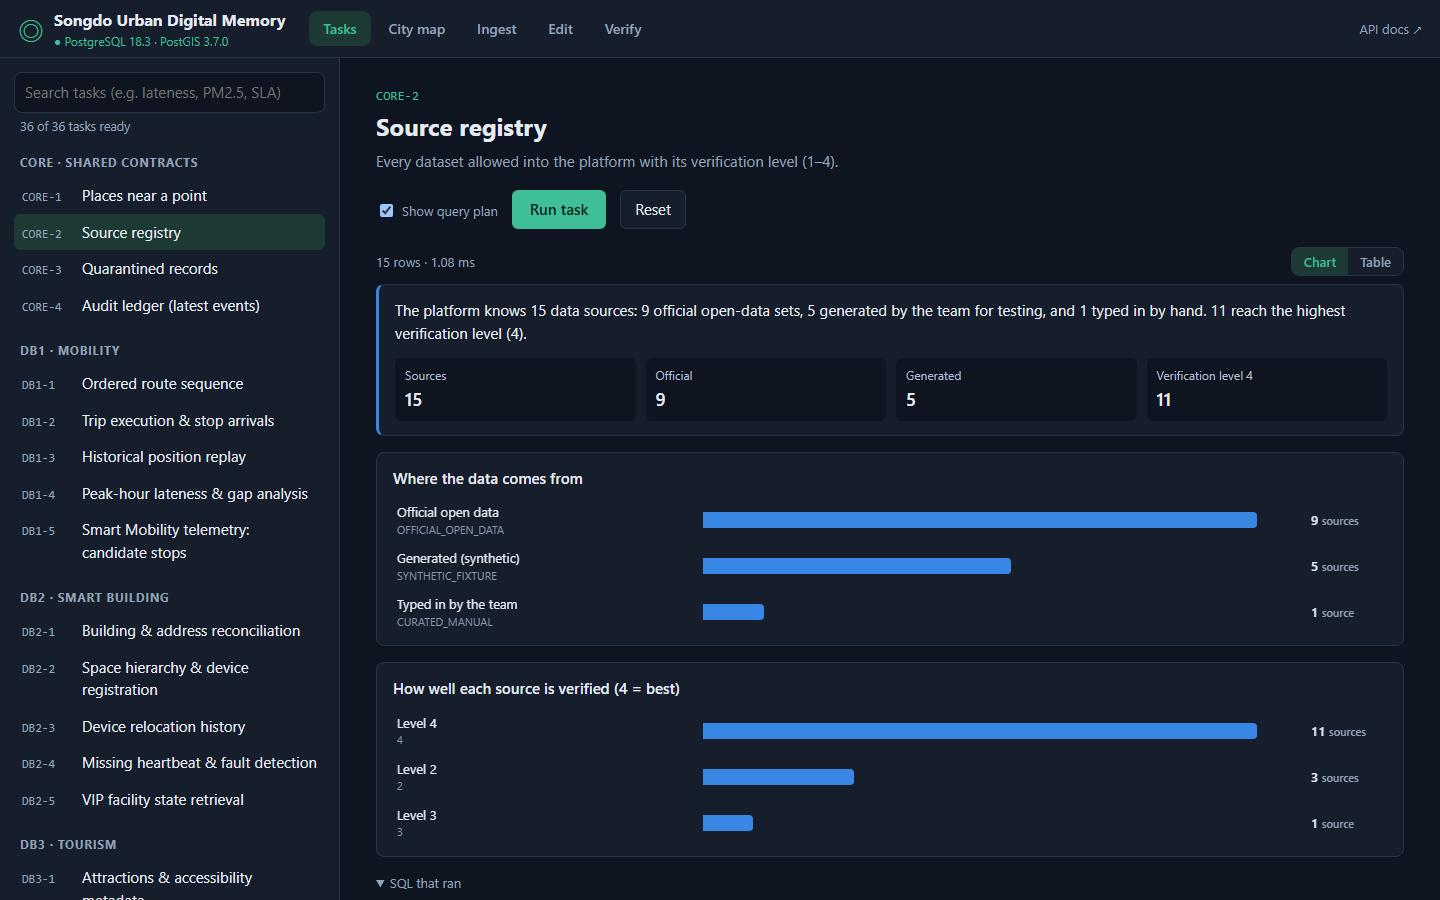 Songdo Urban Digital Memory
● PostgreSQL 18.3 · PostGIS 3.7.0
Tasks
City map
Ingest
Edit
Verify
API docs ↗
Search tasks (e.g. lateness, PM2.5, SLA)
36 of 36 tasks ready
CORE · SHARED CONTRACTS
CORE-1 Places near a point
CORE-2 Source registry
CORE-3 Quarantined records
CORE-4 Audit ledger (latest events)
DB1 · MOBILITY
DB1-1 Ordered route sequence
DB1-2 Trip execution & stop arrivals
DB1-3 Historical position replay
DB1-4 Peak-hour lateness & gap analysis
DB1-5 Smart Mobility telemetry:
candidate stops
DB2 · SMART BUILDING
DB2-1 Building & address reconciliation
DB2-2 Space hierarchy & device
registration
DB2-3 Device relocation history
DB2-4 Missing heartbeat & fault detection
DB2-5 VIP facility state retrieval
DB3 · TOURISM
DB3-1 Attractions & accessibility
metadata
CORE-2
Source registry
Every dataset allowed into the platform with its verification level (1–4).
Show query plan
Run task
Reset
15 rows · 1.08 ms
Chart
Table
The platform knows 15 data sources: 9 official open-data sets, 5 generated by the team for testing, and 1 typed in by hand. 11 reach the highest
verification level (4).
Sources
15
Official
9
Generated
5
Verification level 4
11
Where the data comes from
Official open data
OFFICIAL_OPEN_DATA
9 sources
Generated (synthetic)
SYNTHETIC_FIXTURE
5 sources
Typed in by the team
CURATED_MANUAL
1 source
How well each source is verified (4 = best)
Level 4
4
11 sources
Level 2
2
3 sources
Level 3
3
1 source
▼ SQL that ran